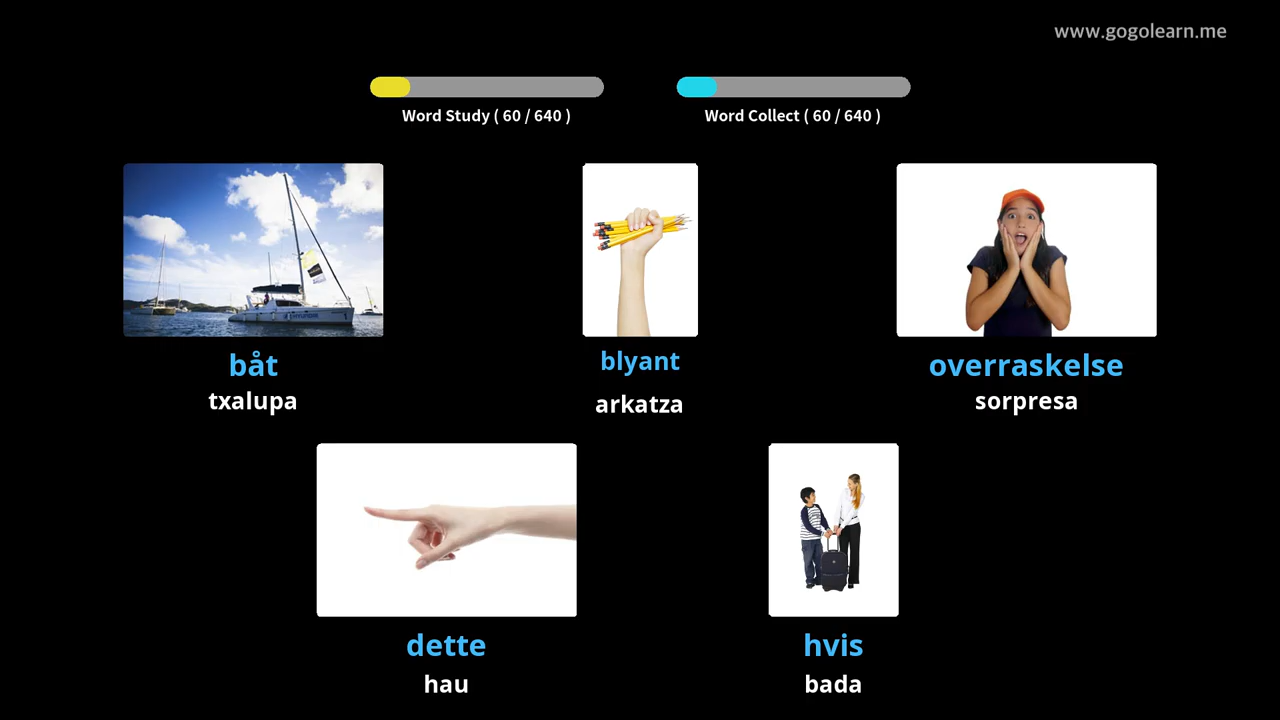 www.gogolearn.me
Word Study ( 60 / 640 )
Word Collect ( 60 / 640 )
båt
txalupa
blyant
arkatza
overraskelse
sorpresa
dette
hau
hvis
bada